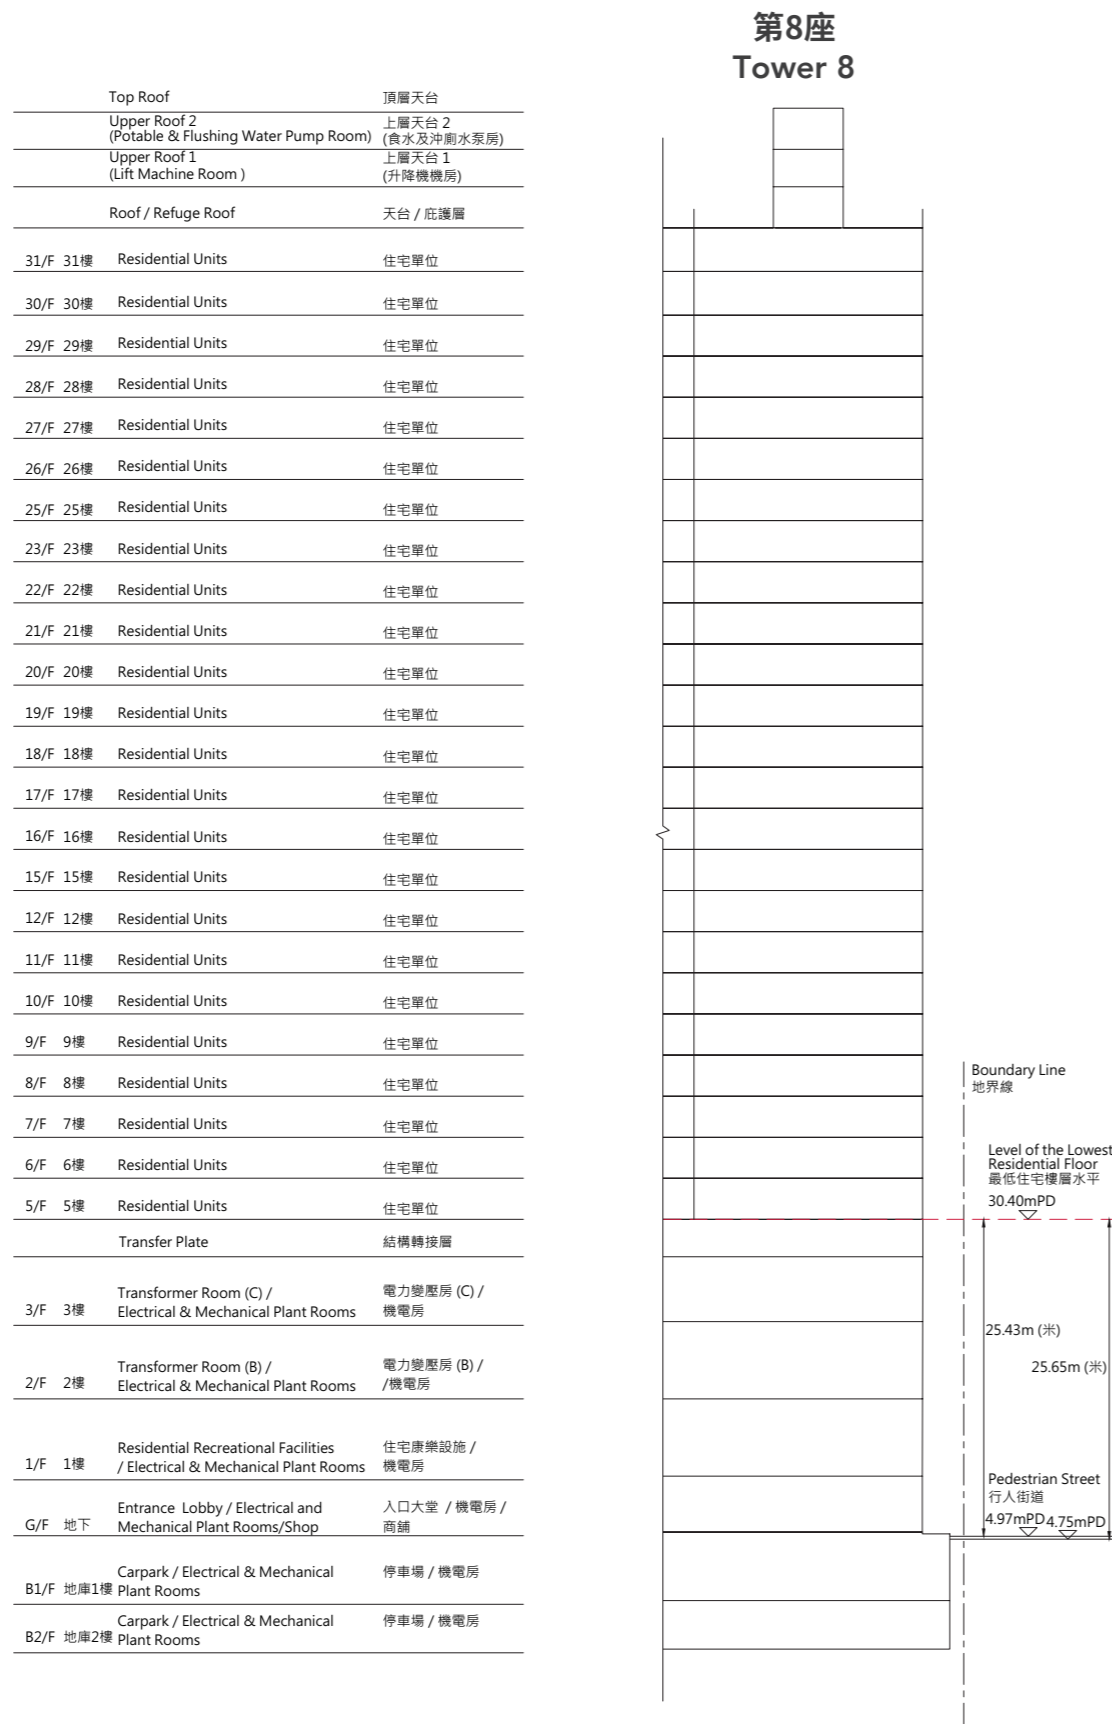 第8座
Tower 8
Top Roof 頂層天台
Upper Roof 2 上層天台 2
(Potable & Flushing Water Pump Room) (食水及沖廁水泵房)
Upper Roof 1 上層天台 1
(Lift Machine Room ) (升降機機房)
Roof / Refuge Roof 天台 / 庇護層
31/F 31樓 Residential Units 住宅單位
30/F 30樓 Residential Units 住宅單位
29/F 29樓 Residential Units 住宅單位
28/F 28樓 Residential Units 住宅單位
27/F 27樓 Residential Units 住宅單位
26/F 26樓 Residential Units 住宅單位
25/F 25樓 Residential Units 住宅單位
23/F 23樓 Residential Units 住宅單位
22/F 22樓 Residential Units 住宅單位
21/F 21樓 Residential Units 住宅單位
20/F 20樓 Residential Units 住宅單位
19/F 19樓 Residential Units 住宅單位
18/F 18樓 Residential Units 住宅單位
17/F 17樓 Residential Units 住宅單位
16/F 16樓 Residential Units 住宅單位
15/F 15樓 Residential Units 住宅單位
12/F 12樓 Residential Units 住宅單位
11/F 11樓 Residential Units 住宅單位
10/F 10樓 Residential Units 住宅單位
9/F 9樓 Residential Units 住宅單位
8/F 8樓 Residential Units 住宅單位
7/F 7樓 Residential Units 住宅單位
6/F 6樓 Residential Units 住宅單位
5/F 5樓 Residential Units 住宅單位
Transfer Plate 結構轉接層
Transformer Room (C) / 電力變壓房 (C) /
3/F 3樓 Electrical & Mechanical Plant Rooms 機電房
Transformer Room (B) / 電力變壓房 (B) /
2/F 2樓 Electrical & Mechanical Plant Rooms /機電房
Residential Recreational Facilities 住宅康樂設施 /
1/F 1樓 / Electrical & Mechanical Plant Rooms 機電房
Entrance Lobby / Electrical and 入口大堂 / 機電房 /
G/F 地下 Mechanical Plant Rooms/Shop 商舖
Carpark / Electrical & Mechanical 停車場 / 機電房
B1/F 地庫1樓 Plant Rooms
Carpark / Electrical & Mechanical 停車場 / 機電房
B2/F 地庫2樓 Plant Rooms
Boundary Line
地界線
Level of the Lowest
Residential Floor
最低住宅樓層水平
30.40mPD
25.43m (米)
25.65m (米)
Pedestrian Street
行人街道
4.97mPD 4.75mPD